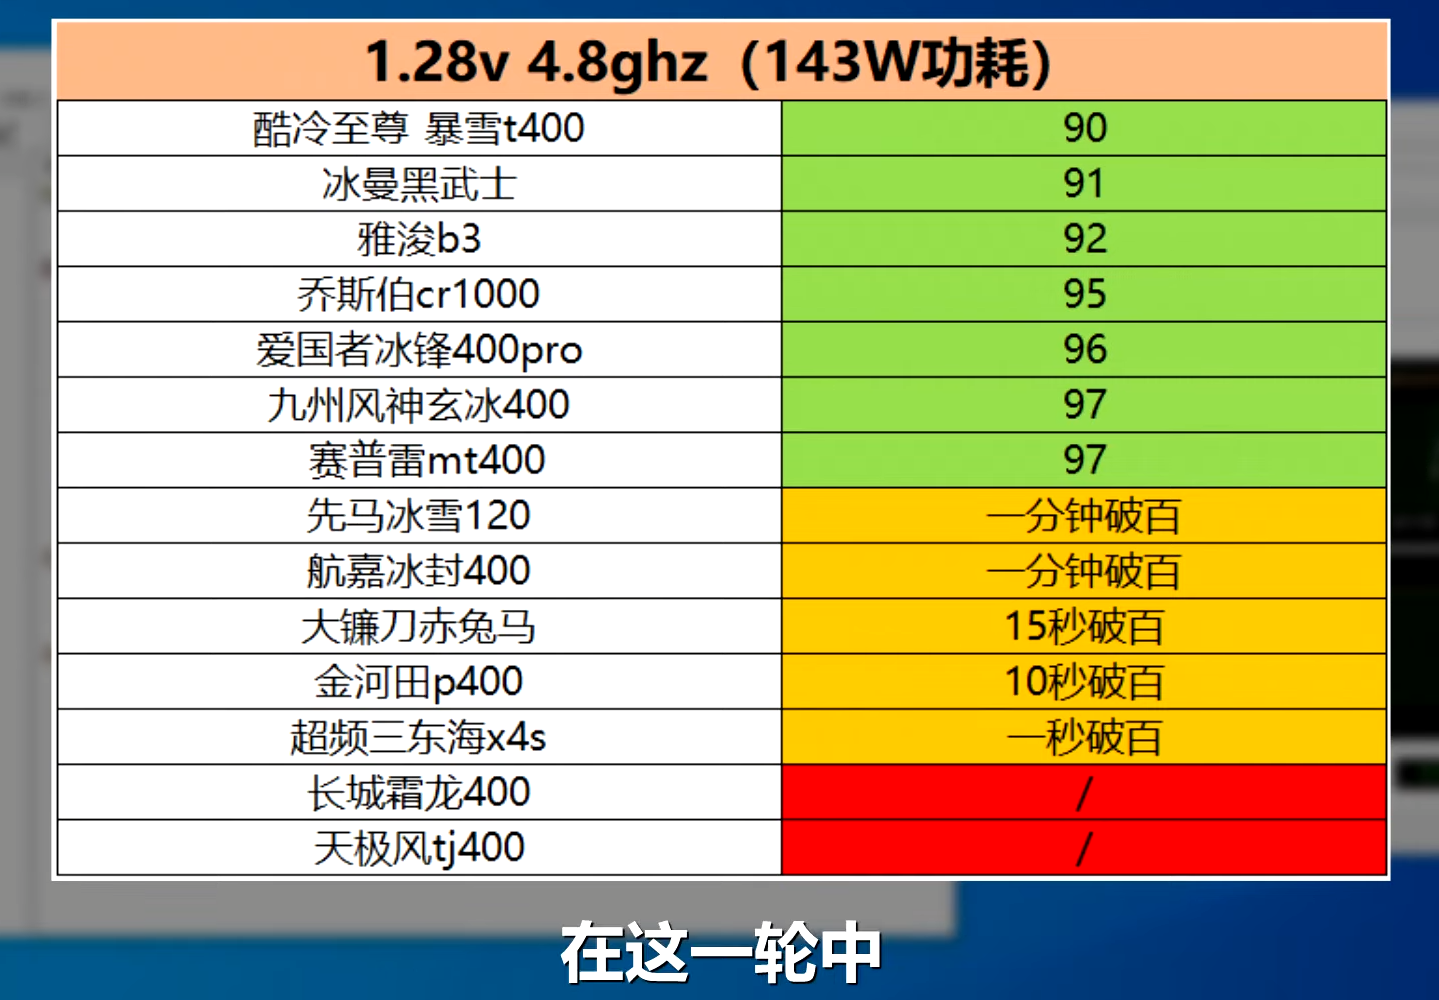 1.28v 4.8ghz（143W功耗）
酷冷至尊 暴雪t400 90
冰曼黑武士 91
雅浚b3 92
乔斯伯cr1000 95
爱国者冰锋400pro 96
九州风神玄冰400 97
赛普雷mt400 97
先马冰雪120 一分钟破百
航嘉冰封400 一分钟破百
大镰刀赤兔马 15秒破百
金河田p400 10秒破百
超频三东海x4s 一秒破百
长城霜龙400 /
天极风tj400 /
在这一轮中